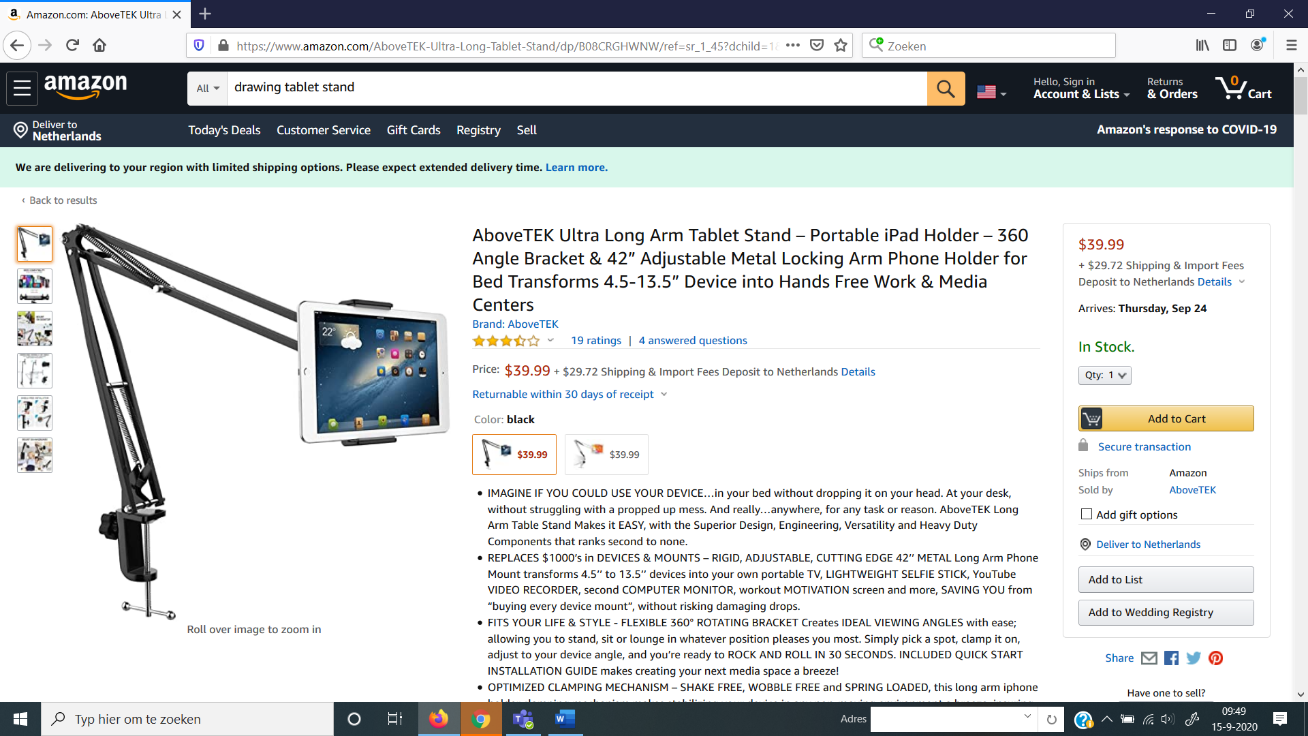 Amazon.com: AboveTEK Ultra L
https://www.amazon.com/AboveTEK-Ultra-Long-Tablet-Stand/dp/B08CRGHWNW/ref=sr_1_45?dchild=1
Zoeken
amazon
All
drawing tablet stand
Hello, Sign in
Account & Lists
Returns
& Orders
0
Cart
Deliver to
Netherlands
Today's Deals
Customer Service
Gift Cards
Registry
Sell
Amazon's response to COVID-19
We are delivering to your region with limited shipping options. Please expect extended delivery time. Learn more.
‹ Back to results
22°
Roll over image to zoom in
AboveTEK Ultra Long Arm Tablet Stand – Portable iPad Holder – 360
Angle Bracket & 42” Adjustable Metal Locking Arm Phone Holder for
Bed Transforms 4.5-13.5” Device into Hands Free Work & Media
Centers
Brand: AboveTEK
19 ratings | 4 answered questions
Price: $39.99 + $29.72 Shipping & Import Fees Deposit to Netherlands Details
Returnable within 30 days of receipt
Color: black
$39.99
$39.99
• IMAGINE IF YOU COULD USE YOUR DEVICE…in your bed without dropping it on your head. At your desk,
without struggling with a propped up mess. And really…anywhere, for any task or reason. AboveTEK Long
Arm Table Stand Makes it EASY, with the Superior Design, Engineering, Versatility and Heavy Duty
Components that ranks second to none.
• REPLACES $1000’s in DEVICES & MOUNTS – RIGID, ADJUSTABLE, CUTTING EDGE 42’’ METAL Long Arm Phone
Mount transforms 4.5’’ to 13.5’’ devices into your own portable TV, LIGHTWEIGHT SELFIE STICK, YouTube
VIDEO RECORDER, second COMPUTER MONITOR, workout MOTIVATION screen and more, SAVING YOU from
“buying every device mount”, without risking damaging drops.
• FITS YOUR LIFE & STYLE - FLEXIBLE 360° ROTATING BRACKET Creates IDEAL VIEWING ANGLES with ease;
allowing you to stand, sit or lounge in whatever position pleases you most. Simply pick a spot, clamp it on,
adjust to your device angle, and you’re ready to ROCK AND ROLL IN 30 SECONDS. INCLUDED QUICK START
INSTALLATION GUIDE makes creating your next media space a breeze!
• OPTIMIZED CLAMPING MECHANISM – SHAKE FREE, WOBBLE FREE and SPRING LOADED, this long arm iphone
$39.99
+ $29.72 Shipping & Import Fees
Deposit to Netherlands Details
Arrives: Thursday, Sep 24
In Stock.
Qty: 1
Add to Cart
Secure transaction
Ships from Amazon
Sold by AboveTEK
Add gift options
Deliver to Netherlands
Add to List
Add to Wedding Registry
Share
Have one to sell?
Typ hier om te zoeken
Adres
09:49
15-9-2020